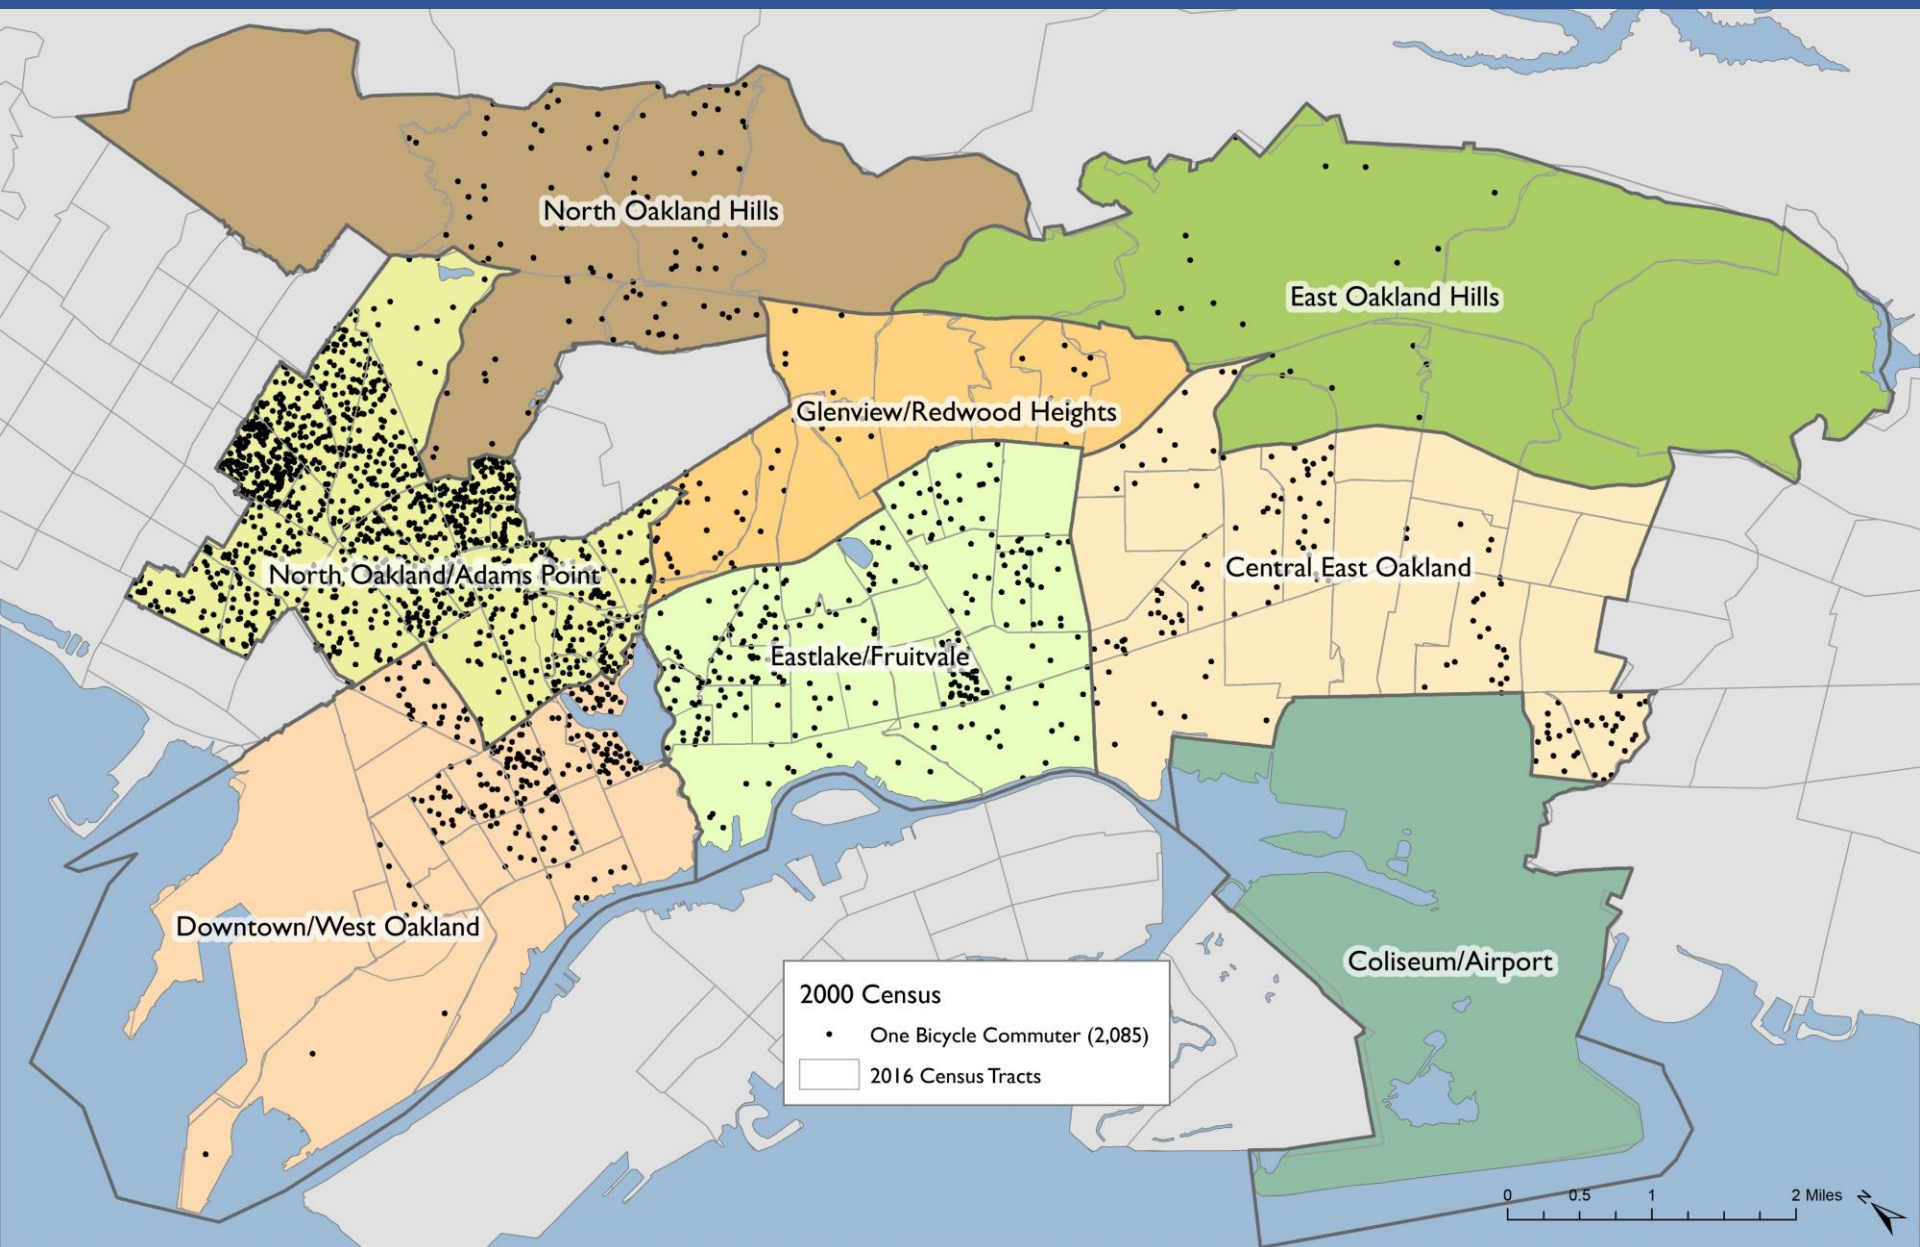 North Oakland Hills
East Oakland Hills
Glenview/Redwood Heights
North Oakland/Adams Point
Central East Oakland
Eastlake/Fruitvale
Downtown/West Oakland
Coliseum/Airport
2000 Census
One Bicycle Commuter (2,085)
2016 Census Tracts
0 0.5 1 2 Miles
N